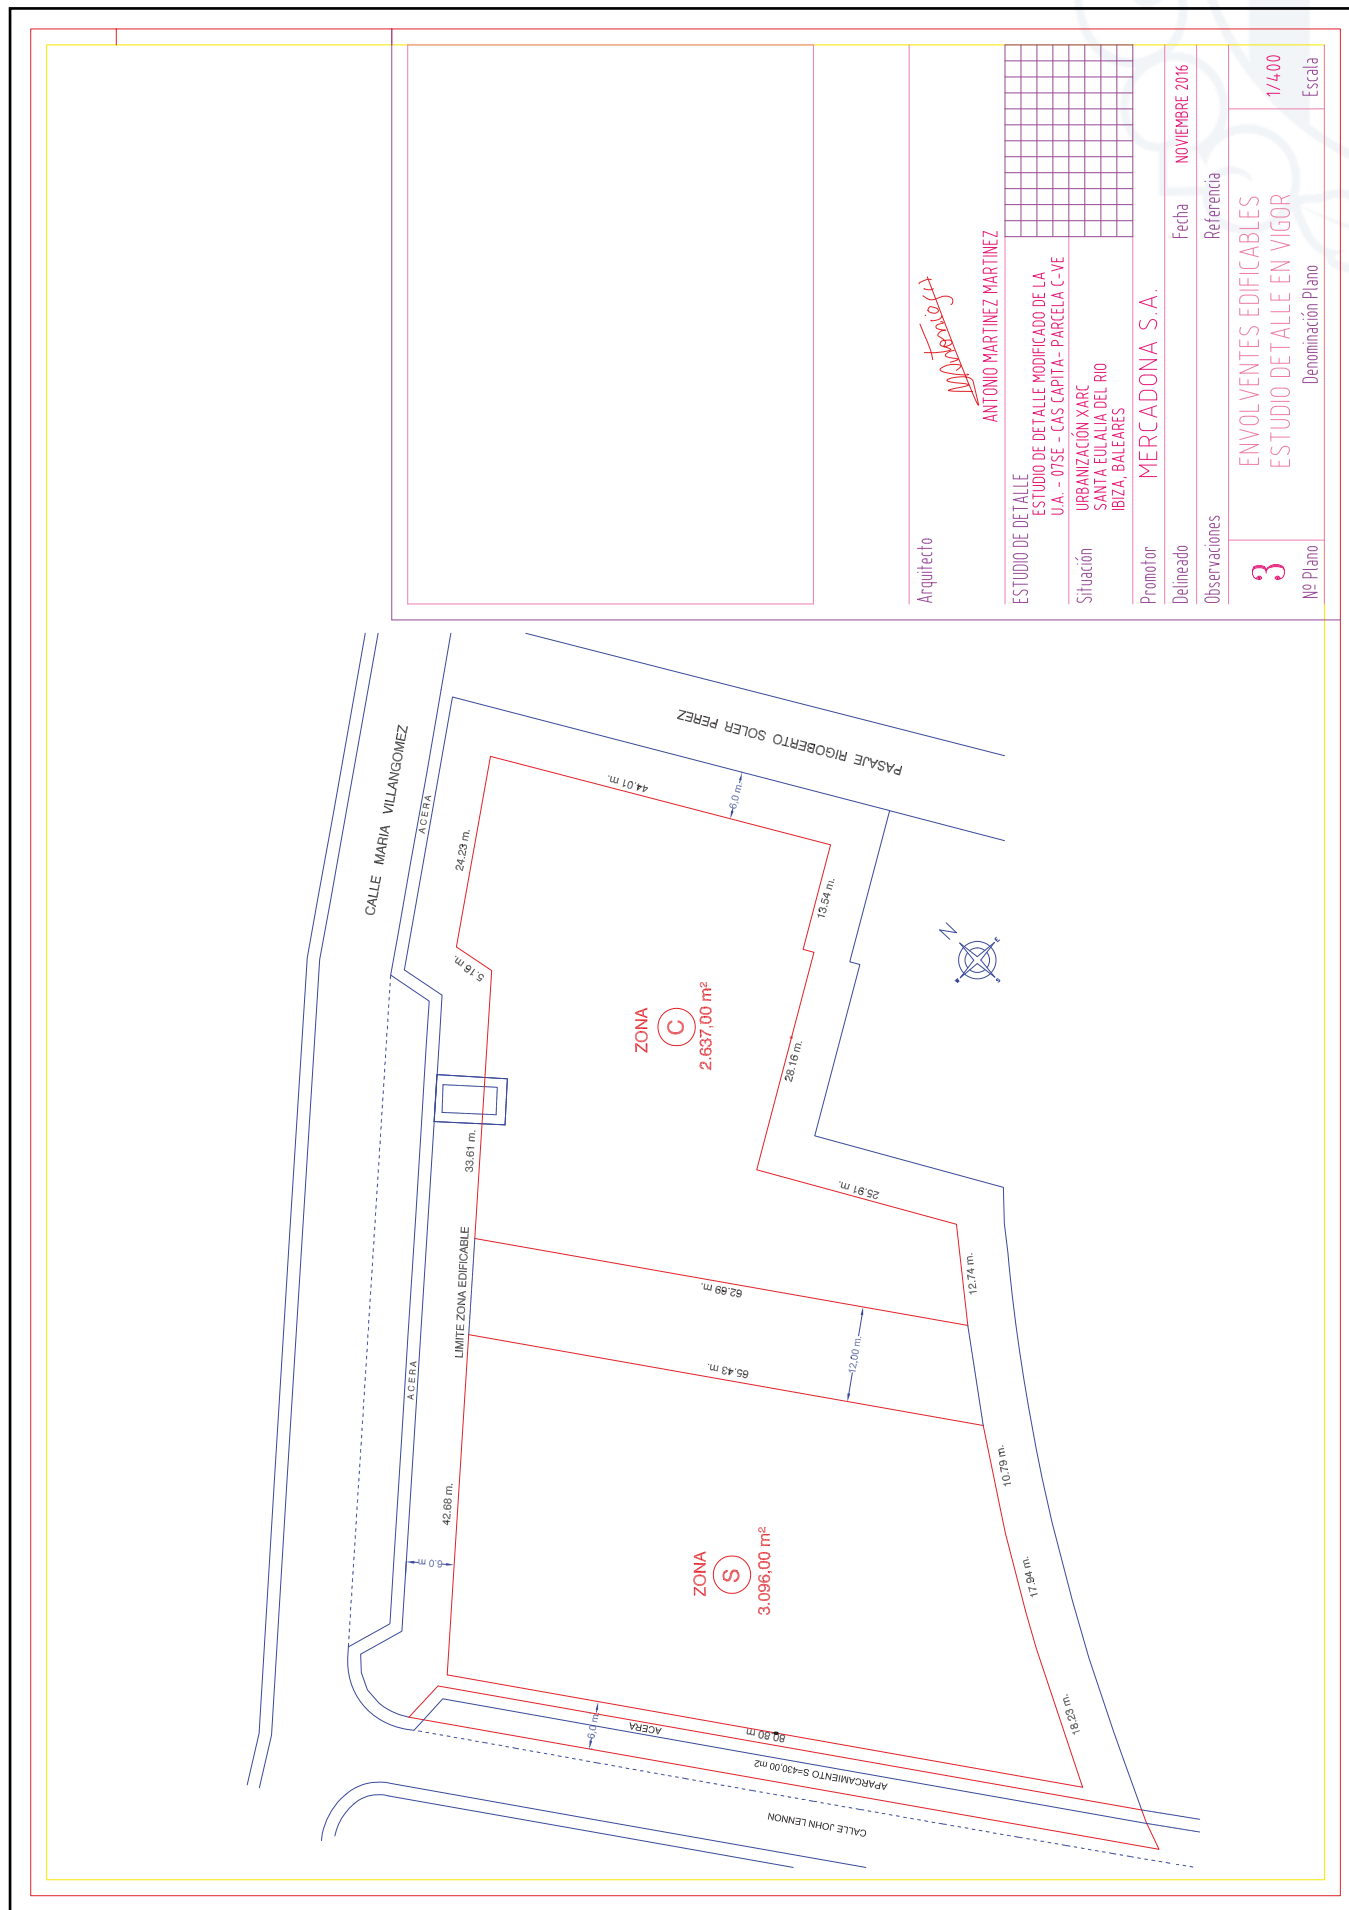 CALLE MARIA VILLANGOMEZ
ACERA
PASAJE RIGOBERTO SOLER PEREZ
44.01 m.
6,0 m.
24.23 m.
5.16 m.
13.54 m.
ZONA
C
2.637,00 m²
28.16 m.
N
E
S
33.61 m.
25.91 m.
LIMITE ZONA EDIFICABLE
62.69 m.
12.74 m.
65.43 m.
12,00 m.
ACERA
10.79 m.
42.68 m.
6,0 m
ZONA
S
3.096,00 m²
17.94 m.
18.23 m.
6,0 m.
ACERA
80.80 m
APARCAMIENTO S=430,00 m2
CALLE JOHN LENNON
Arquitecto
ANTONIO MARTINEZ MARTINEZ
ESTUDIO DE DETALLE
ESTUDIO DE DETALLE MODIFICADO DE LA
U.A. - 07SE - CAS CAPITA - PARCELA C-VE
Situación
URBANIZACIÓN XARC
SANTA EULALIA DEL RIO
IBIZA, BALEARES
Promotor
MERCADONA S.A.
Delineado
Fecha
NOVIEMBRE 2016
Observaciones
Referencia
3
Nº Plano
ENVOLVENTES EDIFICABLES
ESTUDIO DETALLE EN VIGOR
Denominación Plano
1/400
Escala